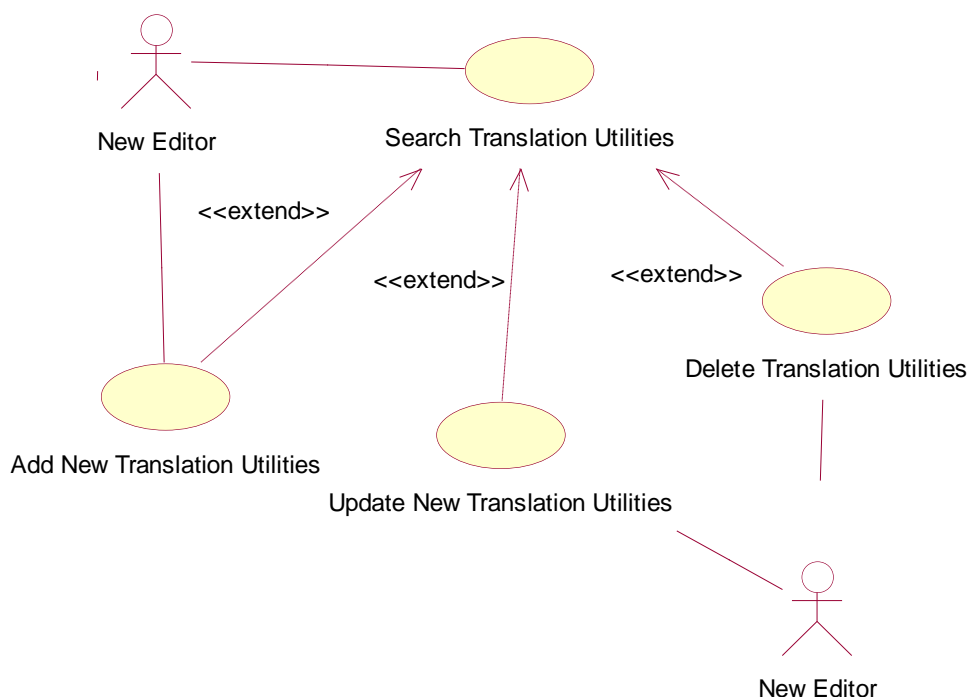 New Editor
Search Translation Utilities
<<extend>>
<<extend>>
<<extend>>
Delete Translation Utilities
Add New Translation Utilities
Update New Translation Utilities
New Editor